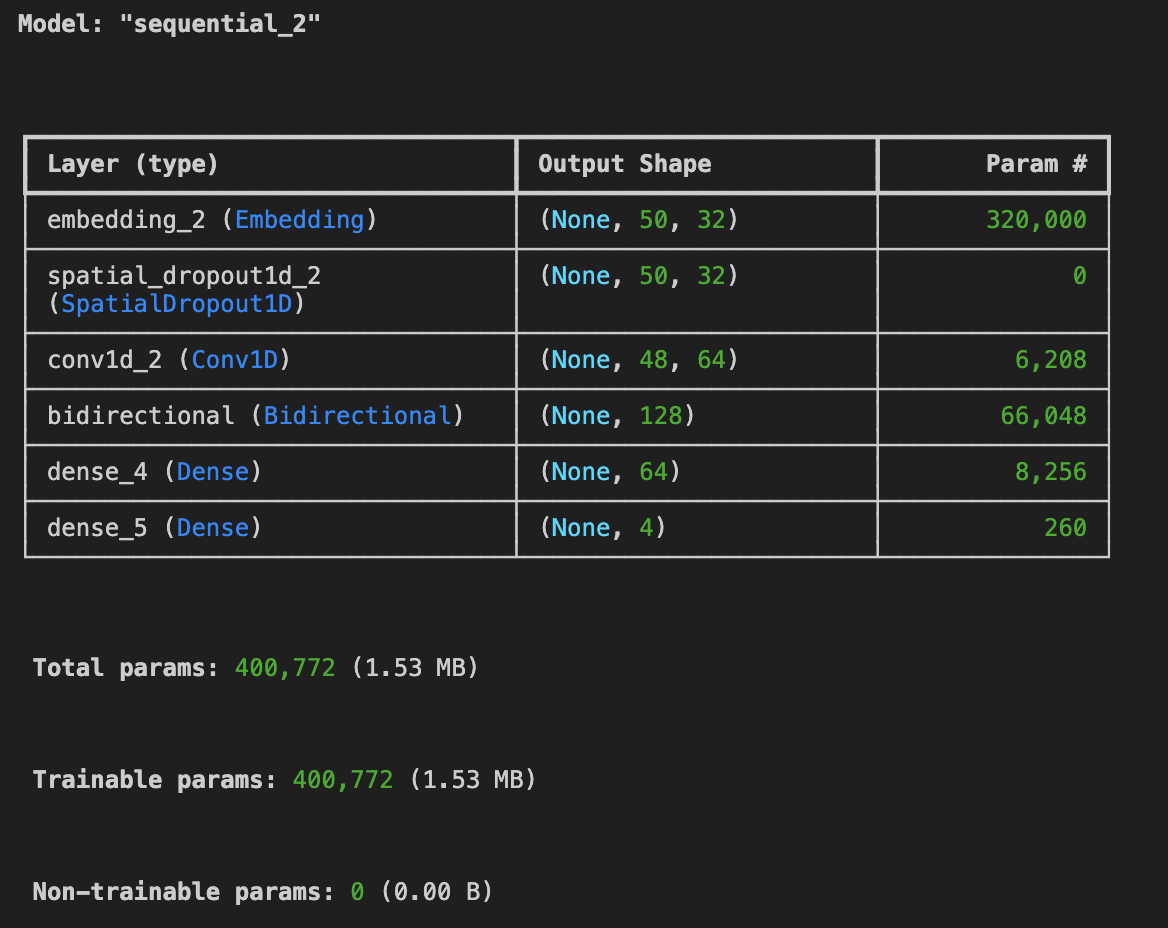 Model: "sequential_2"
Layer (type) Output Shape Param #
embedding_2 (Embedding) (None, 50, 32) 320,000
spatial_dropout1d_2 (None, 50, 32) 0
(SpatialDropout1D)
conv1d_2 (Conv1D) (None, 48, 64) 6,208
bidirectional (Bidirectional) (None, 128) 66,048
dense_4 (Dense) (None, 64) 8,256
dense_5 (Dense) (None, 4) 260
Total params: 400,772 (1.53 MB)
Trainable params: 400,772 (1.53 MB)
Non-trainable params: 0 (0.00 B)